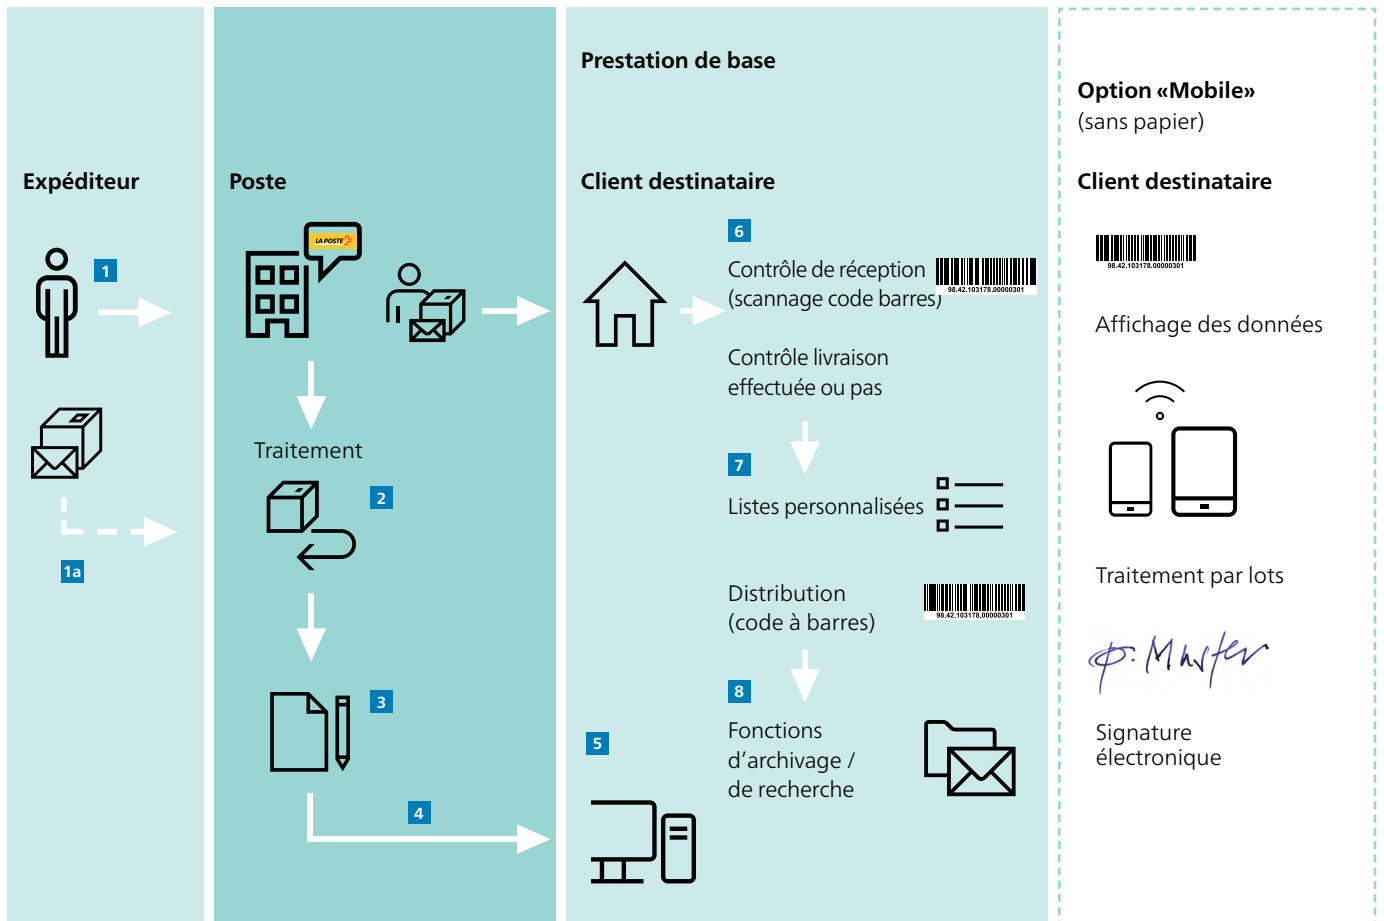 Expéditeur
1
1a
Poste
LA POSTE
Traitement
2
3
4
Prestation de base
Client destinataire
5
6
Contrôle de réception
(scannage code barres)
98.42.103178.00000301
Contrôle livraison
effectuée ou pas
7
Listes personnalisées
Distribution
(code à barres)
98.42.103178.00000301
8
Fonctions
d’archivage /
de recherche
Option «Mobile»
(sans papier)
Client destinataire
98.42.103178.00000301
Affichage des données
Traitement par lots
P. Muster
Signature
électronique